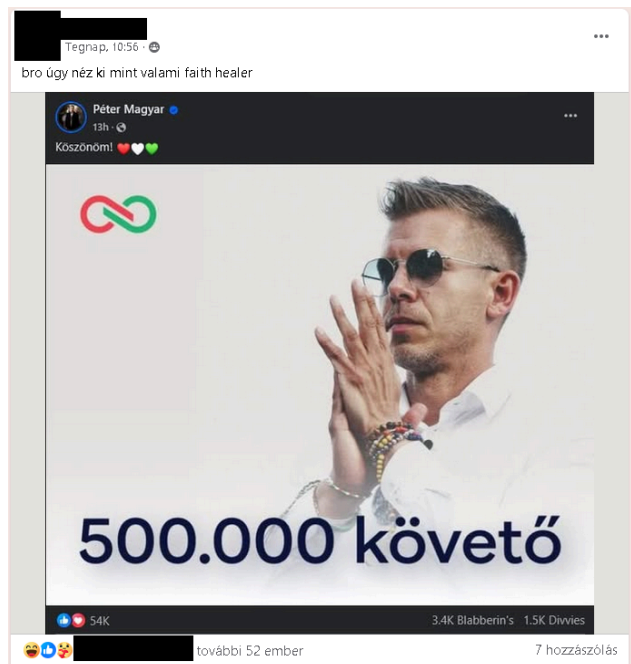 Tegnap, 10:56 ·
bro úgy néz ki mint valami faith healer
Péter Magyar
13h ·
Köszönöm!
500.000 követő
54K 3.4K Blabberin's 1.5K Divvies
további 52 ember 7 hozzászólás